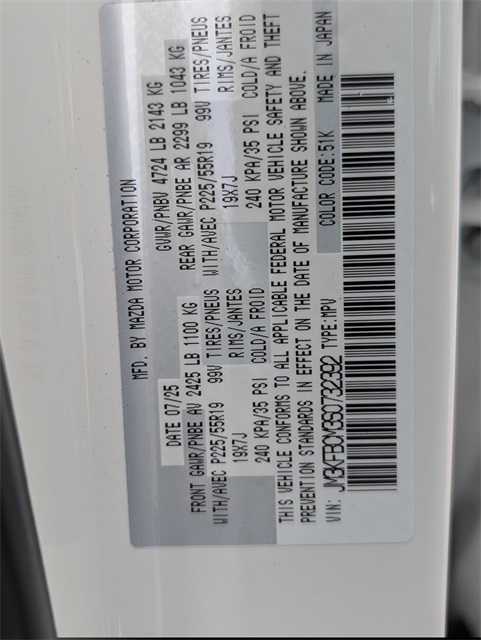 MFD. BY MAZDA MOTOR CORPORATION
DATE 07/25 GVWR/PNBV 4724 LB 2143 KG
FRONT GAWR/PNBE AV 2425 LB 1100 KG REAR GAWR/PNBE AR 2299 LB 1043 KG
WITH/AVEC P225/55R19 99V TIRES/PNEUS WITH/AVEC P225/55R19 99V TIRES/PNEUS
19X7J RIMS/JANTES 19X7J RIMS/JANTES
240 KPA/35 PSI COLD/A FROID 240 KPA/35 PSI COLD/A FROID
THIS VEHICLE CONFORMS TO ALL APPLICABLE FEDERAL MOTOR VEHICLE SAFETY AND THEFT
PREVENTION STANDARDS IN EFFECT ON THE DATE OF MANUFACTURE SHOWN ABOVE.
VIN: JM3KFBCM3S0732392 TYPE:MPV COLOR CODE:51K MADE IN JAPAN